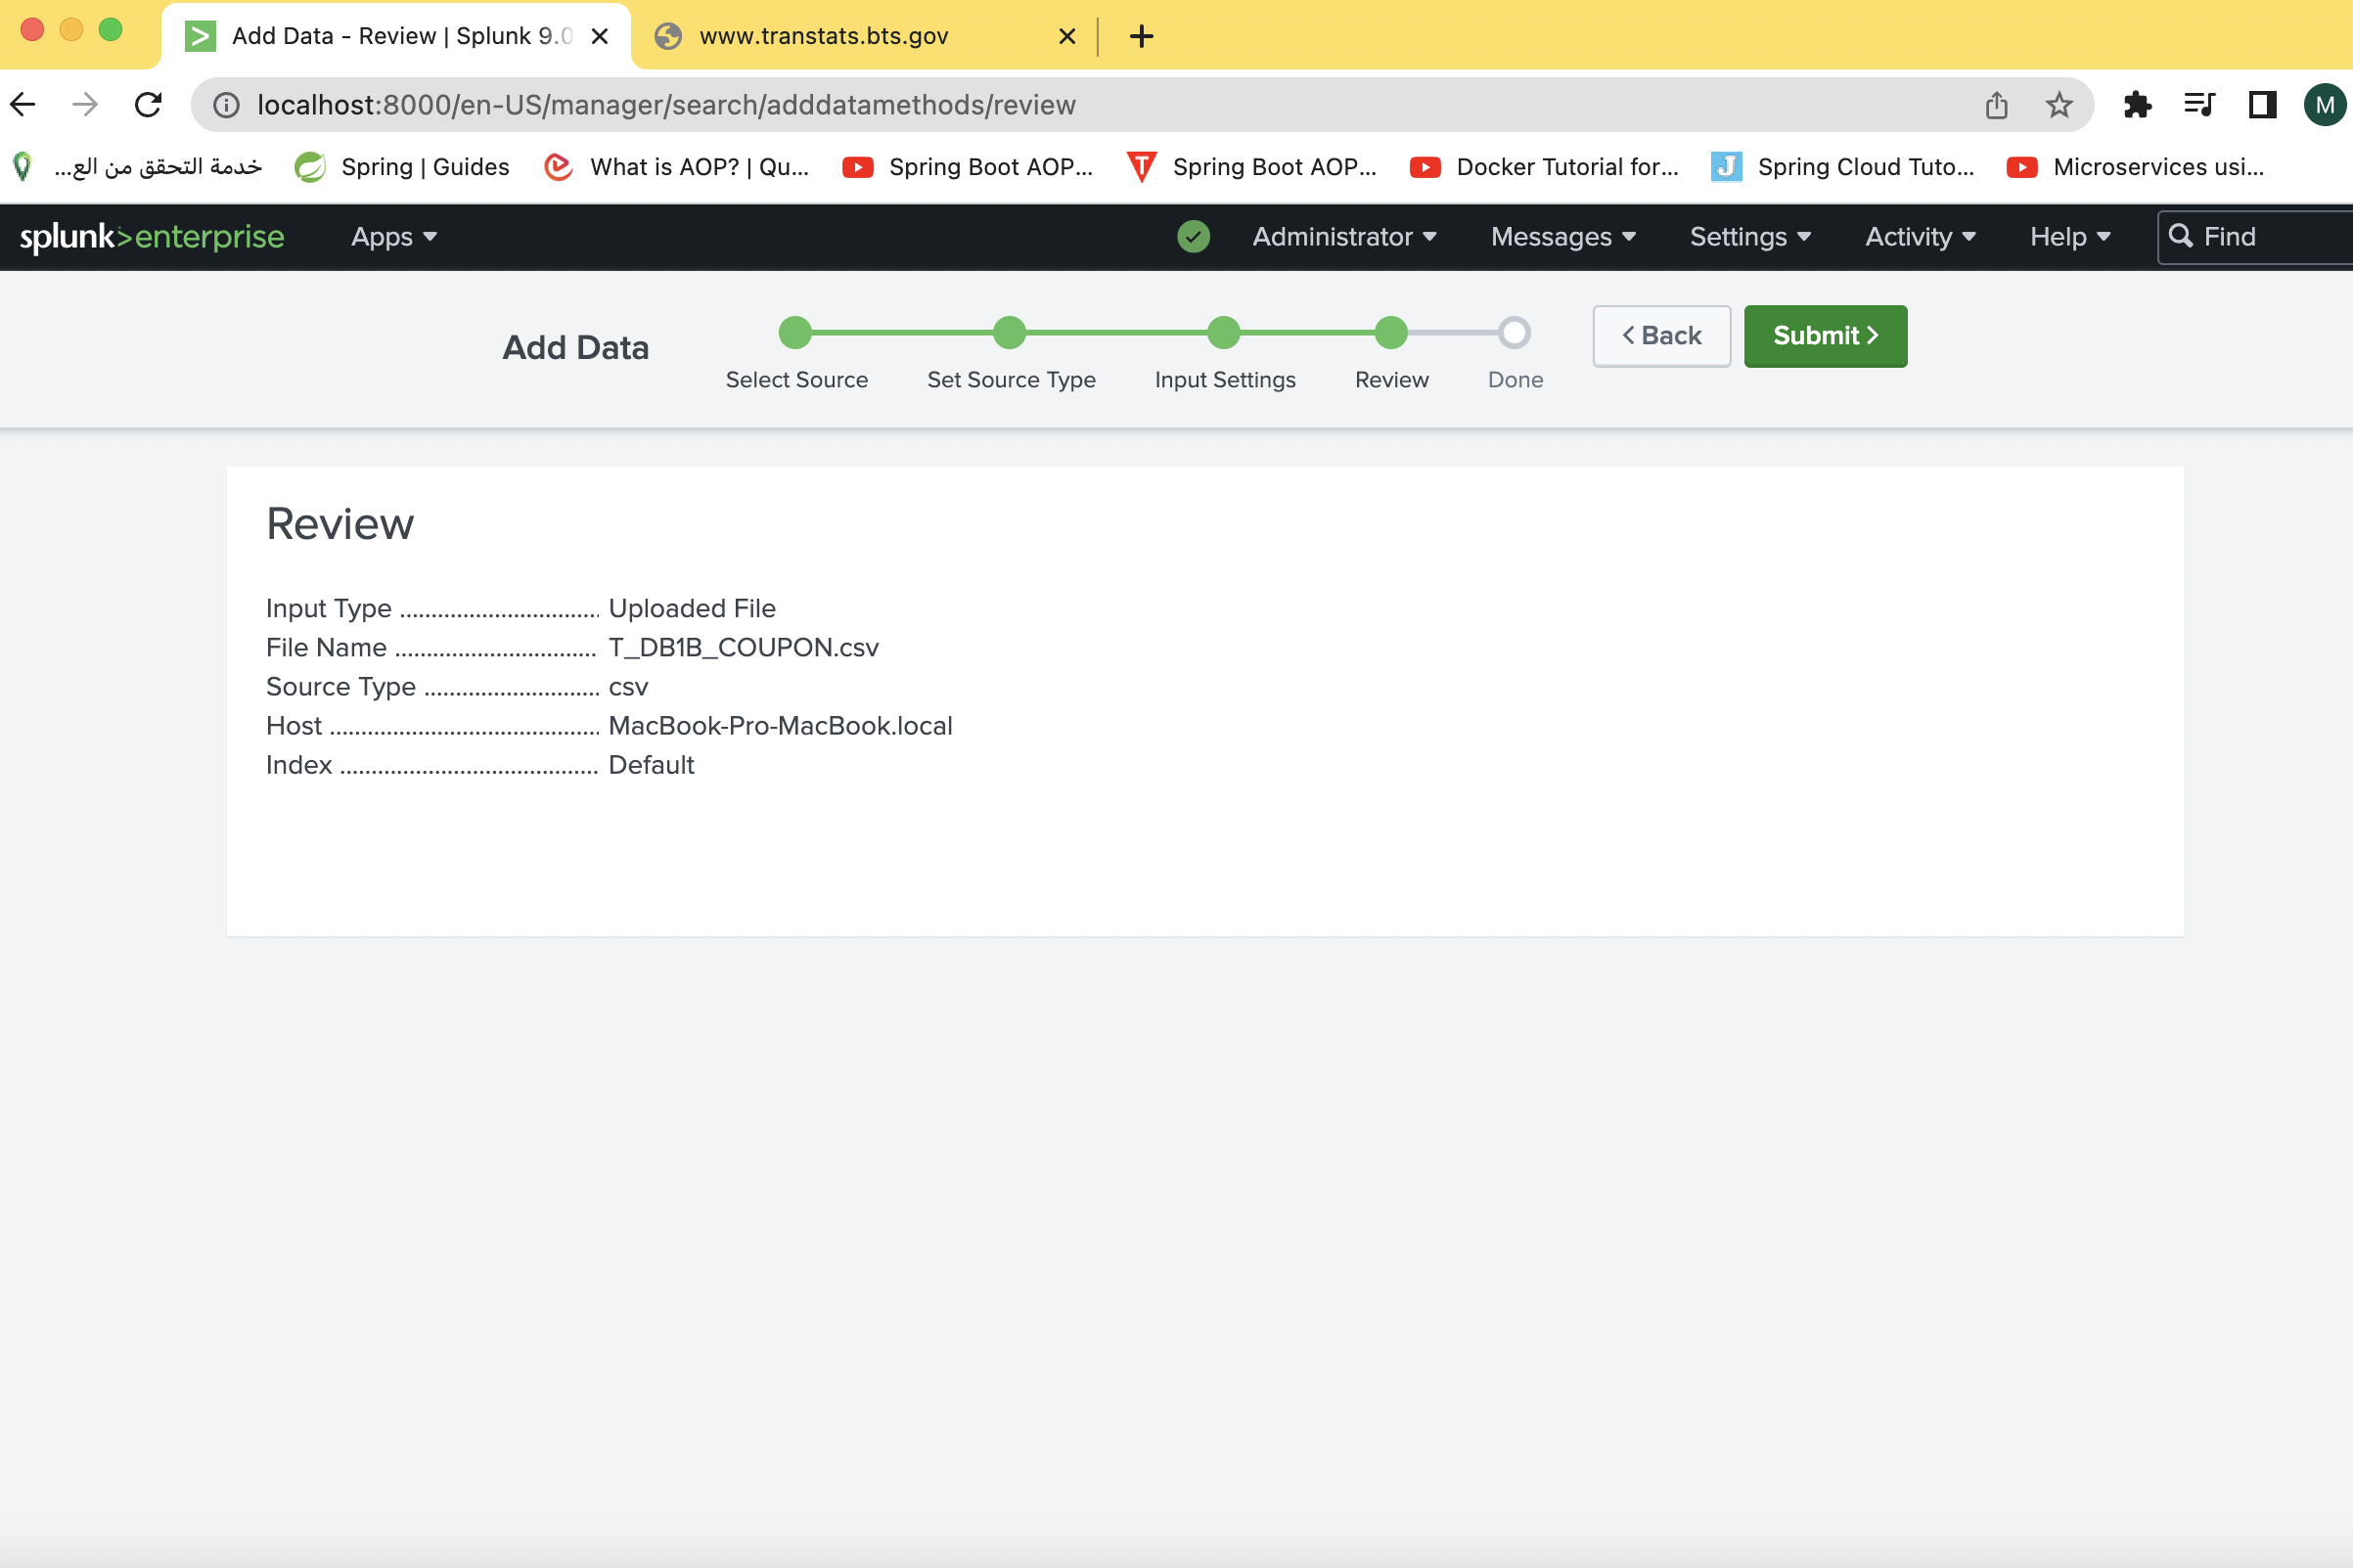 Add Data - Review | Splunk 9.0
www.transtats.bts.gov
localhost:8000/en-US/manager/search/adddatamethods/review
M
خدمة التحقق من الع...
Spring | Guides
What is AOP? | Qu...
Spring Boot AOP...
T
Spring Boot AOP...
Docker Tutorial for...
J
Spring Cloud Tuto...
Microservices usi...
splunk>enterprise
Apps
Administrator
Messages
Settings
Activity
Help
Find
Add Data
Select Source
Set Source Type
Input Settings
Review
Done
< Back
Submit >
Review
Input Type ................................ Uploaded File
File Name ................................ T_DB1B_COUPON.csv
Source Type ............................ csv
Host ........................................... MacBook-Pro-MacBook.local
Index ......................................... Default